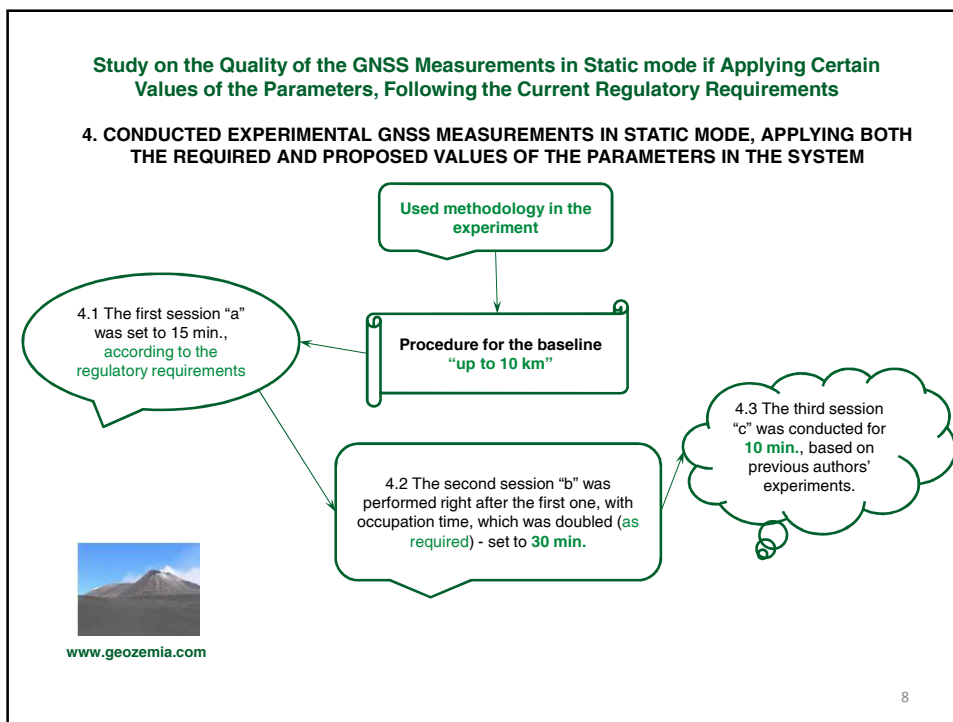 Study on the Quality of the GNSS Measurements in Static mode if Applying Certain
Values of the Parameters, Following the Current Regulatory Requirements
4. CONDUCTED EXPERIMENTAL GNSS MEASUREMENTS IN STATIC MODE, APPLYING BOTH
THE REQUIRED AND PROPOSED VALUES OF THE PARAMETERS IN THE SYSTEM
Used methodology in the
experiment
4.1 The first session “a”
was set to 15 min.,
according to the
regulatory requirements
Procedure for the baseline
“up to 10 km”
4.2 The second session “b” was
performed right after the first one, with
occupation time, which was doubled (as
required) - set to 30 min.
4.3 The third session
“c” was conducted for
10 min., based on
previous authors’
experiments.
www.geozemia.com
8